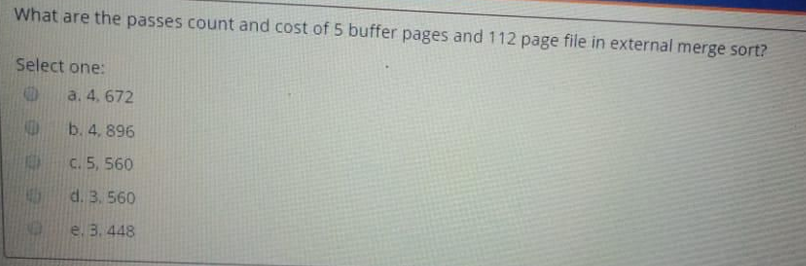 What are the passes count and cost of 5 buffer pages and 112 page file in external merge sort?
Select one:
a. 4, 672
b. 4, 896
c. 5, 560
d. 3, 560
e. 3, 448